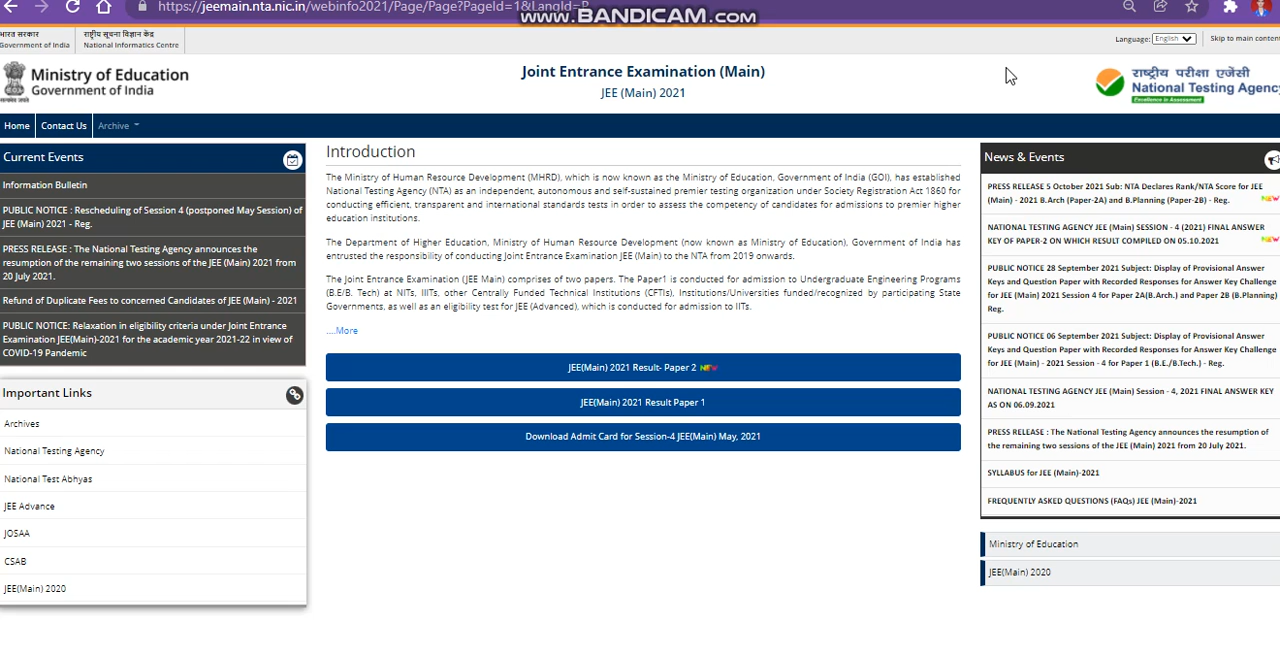 https://jeemain.nta.nic.in/webinfo2021/Page/Page?PageId=1&LangId=P
WWW.BANDICAM.COM
भारत सरकार
Government of India
राष्ट्रीय सूचना विज्ञान केंद्र
National Informatics Centre
Language: English
Skip to main conten
Ministry of Education
Government of India
Joint Entrance Examination (Main)
JEE (Main) 2021
राष्ट्रीय परीक्षा एजेंसी
National Testing Agenc
Excellence in Assessment
Home
Contact Us
Archive
Current Events
Information Bulletin
PUBLIC NOTICE : Rescheduling of Session 4 (postponed May Session) of
JEE (Main) 2021 - Reg.
PRESS RELEASE : The National Testing Agency announces the
resumption of the remaining two sessions of the JEE (Main) 2021 from
20 July 2021.
Refund of Duplicate Fees to concerned Candidates of JEE (Main) - 2021
PUBLIC NOTICE: Relaxation in eligibility criteria under Joint Entrance
Examination JEE(Main)-2021 for the academic year 2021-22 in view of
COVID-19 Pandemic
Important Links
Archives
National Testing Agency
National Test Abhyas
JEE Advance
JOSAA
CSAB
JEE(Main) 2020
Introduction
The Ministry of Human Resource Development (MHRD), which is now known as the Ministry of Education, Government of India (GOI), has established
National Testing Agency (NTA) as an independent, autonomous and self-sustained premier testing organization under Society Registration Act 1860 for
conducting efficient, transparent and international standards tests in order to assess the competency of candidates for admissions to premier higher
education institutions.
The Department of Higher Education, Ministry of Human Resource Development (now known as Ministry of Education), Government of India has
entrusted the responsibility of conducting Joint Entrance Examination JEE (Main) to the NTA from 2019 onwards.
The Joint Entrance Examination (JEE Main) comprises of two papers. The Paper1 is conducted for admission to Undergraduate Engineering Programs
(B.E/B. Tech) at NITs, IIITs, other Centrally Funded Technical Institutions (CFTIs), Institutions/Universities funded/recognized by participating State
Governments, as well as an eligibility test for JEE (Advanced), which is conducted for admission to IITs.
....More
JEE(Main) 2021 Result- Paper 2 NEW
JEE(Main) 2021 Result Paper 1
Download Admit Card for Session-4 JEE(Main) May, 2021
News & Events
PRESS RELEASE 5 October 2021 Sub: NTA Declares Rank/NTA Score for JEE
(Main) - 2021 B.Arch (Paper-2A) and B.Planning (Paper-2B) - Reg. NEW
NATIONAL TESTING AGENCY JEE (Main) SESSION - 4 (2021) FINAL ANSWER
KEY OF PAPER-2 ON WHICH RESULT COMPILED ON 05.10.2021 NEW
PUBLIC NOTICE 28 September 2021 Subject: Display of Provisional Answer
Keys and Question Paper with Recorded Responses for Answer Key Challenge
for JEE (Main) 2021 Session 4 for Paper 2A(B.Arch.) and Paper 2B (B.Planning)
Reg.
PUBLIC NOTICE 06 September 2021 Subject: Display of Provisional Answer
Keys and Question Paper with Recorded Responses for Answer Key Challenge
for JEE (Main) - 2021 Session - 4 for Paper 1 (B.E./B.Tech.) - Reg.
NATIONAL TESTING AGENCY JEE (Main) Session - 4, 2021 FINAL ANSWER KEY
AS ON 06.09.2021
PRESS RELEASE : The National Testing Agency announces the resumption of
the remaining two sessions of the JEE (Main) 2021 from 20 July 2021.
SYLLABUS for JEE (Main)-2021
FREQUENTLY ASKED QUESTIONS (FAQs) JEE (Main)-2021
Ministry of Education
JEE(Main) 2020